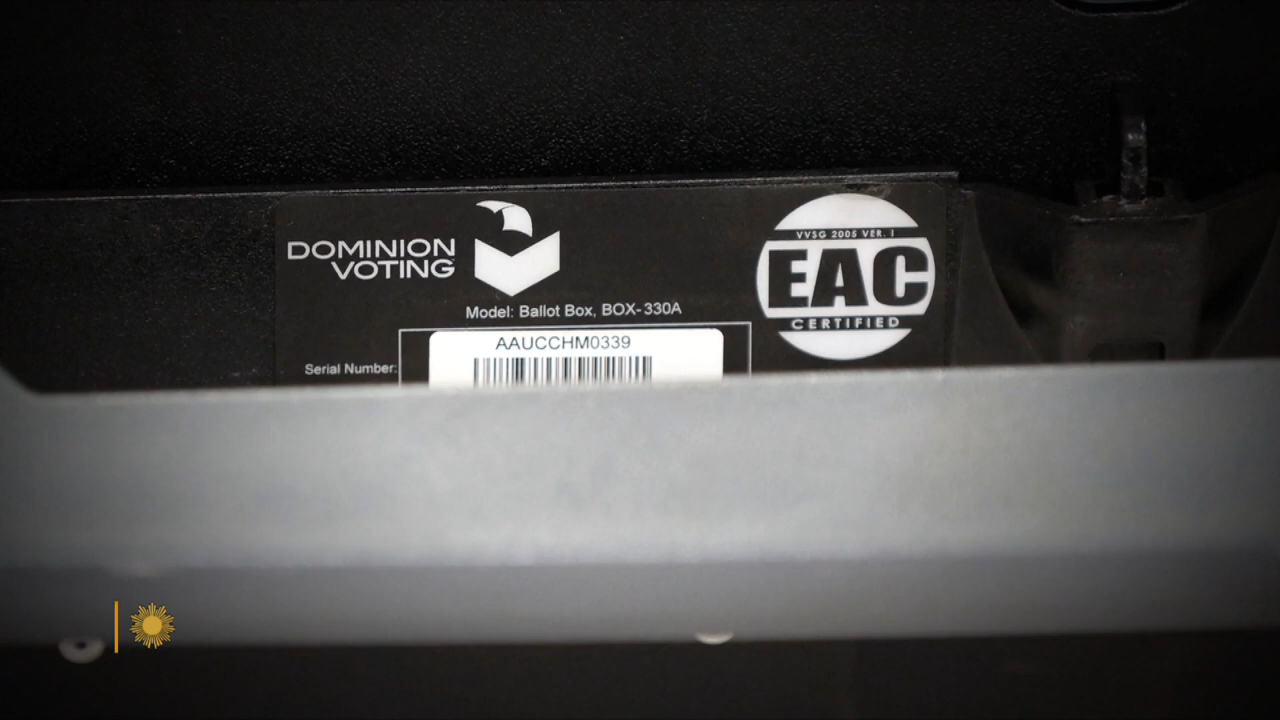 DOMINION
VOTING
Model: Ballot Box, BOX-330A
AAUCCHM0339
Serial Number:
VVSG 2005 VER. I
EAC
CERTIFIED